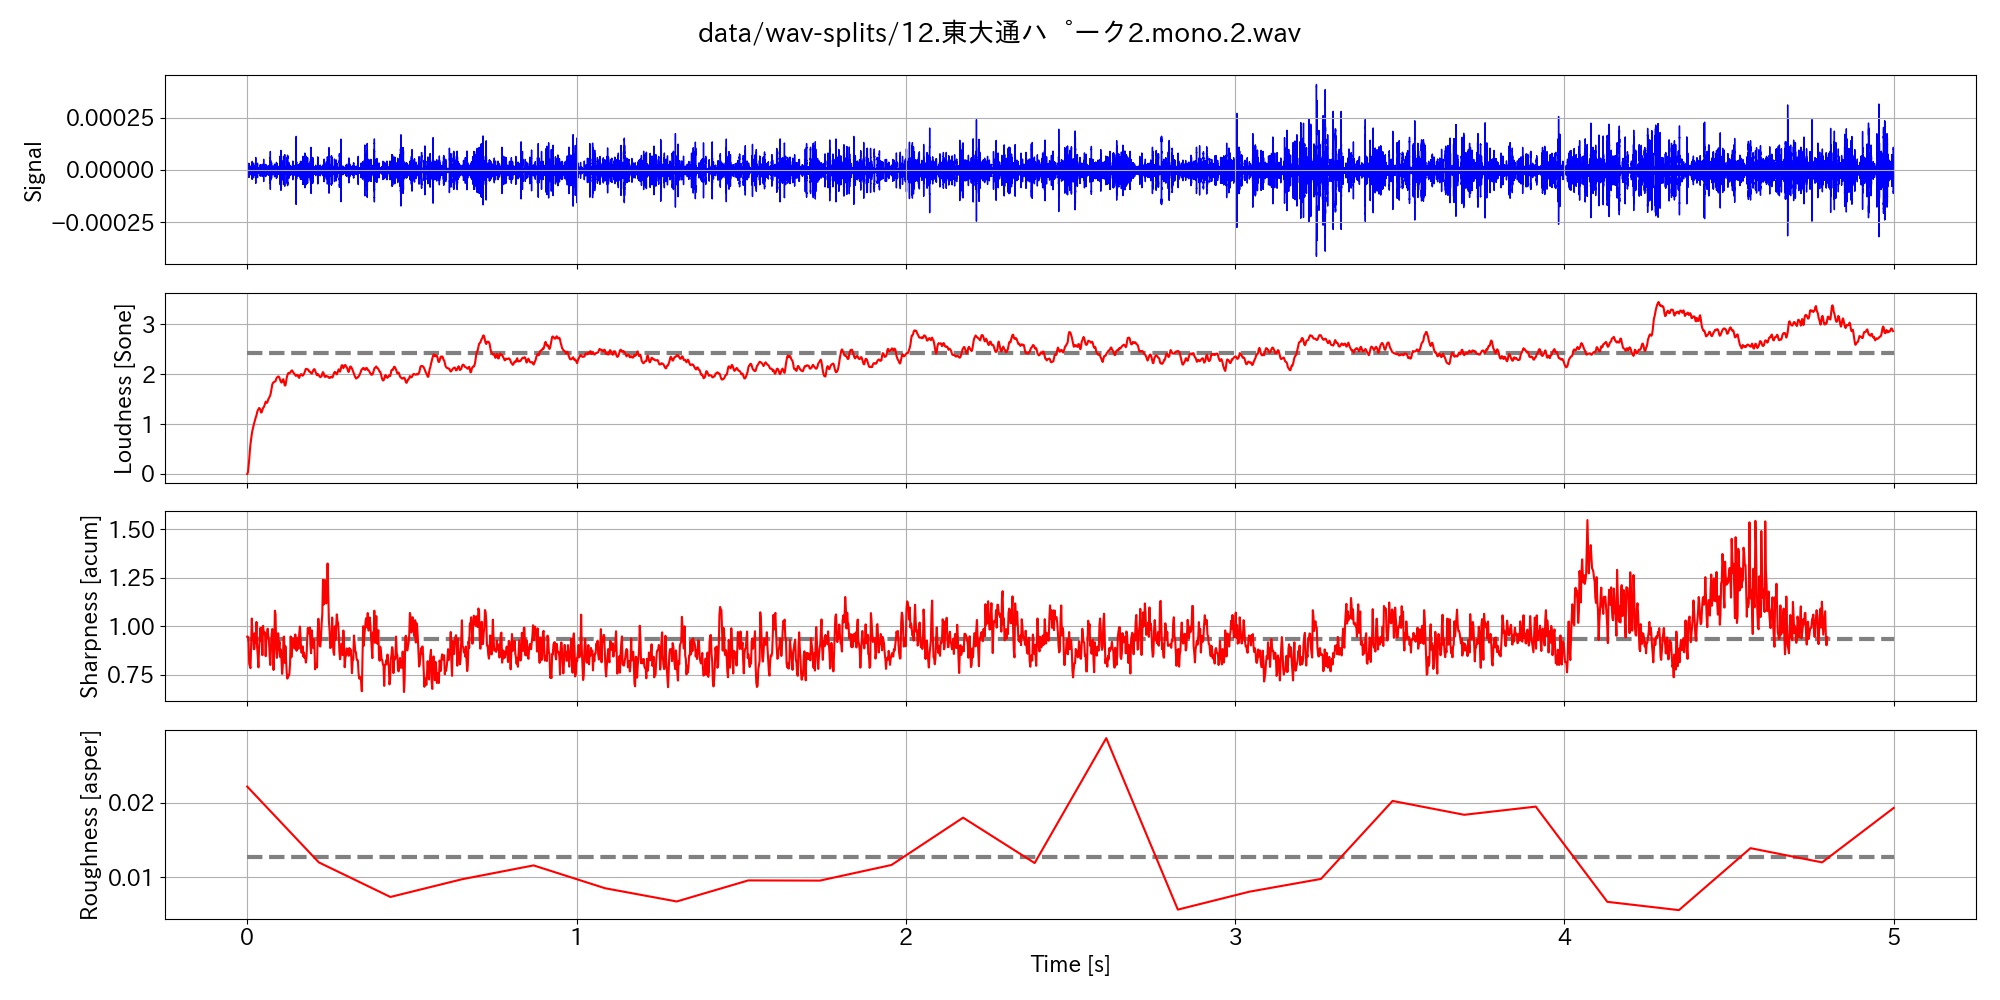 data/wav-splits/12.東大通ハ゜ーク2.mono.2.wav
Signal
0.00025
0.00000
−0.00025
Loudness [Sone]
3
2
1
0
Sharpness [acum]
1.50
1.25
1.00
0.75
Roughness [asper]
0.02
0.01
0 1 2 3 4 5
Time [s]